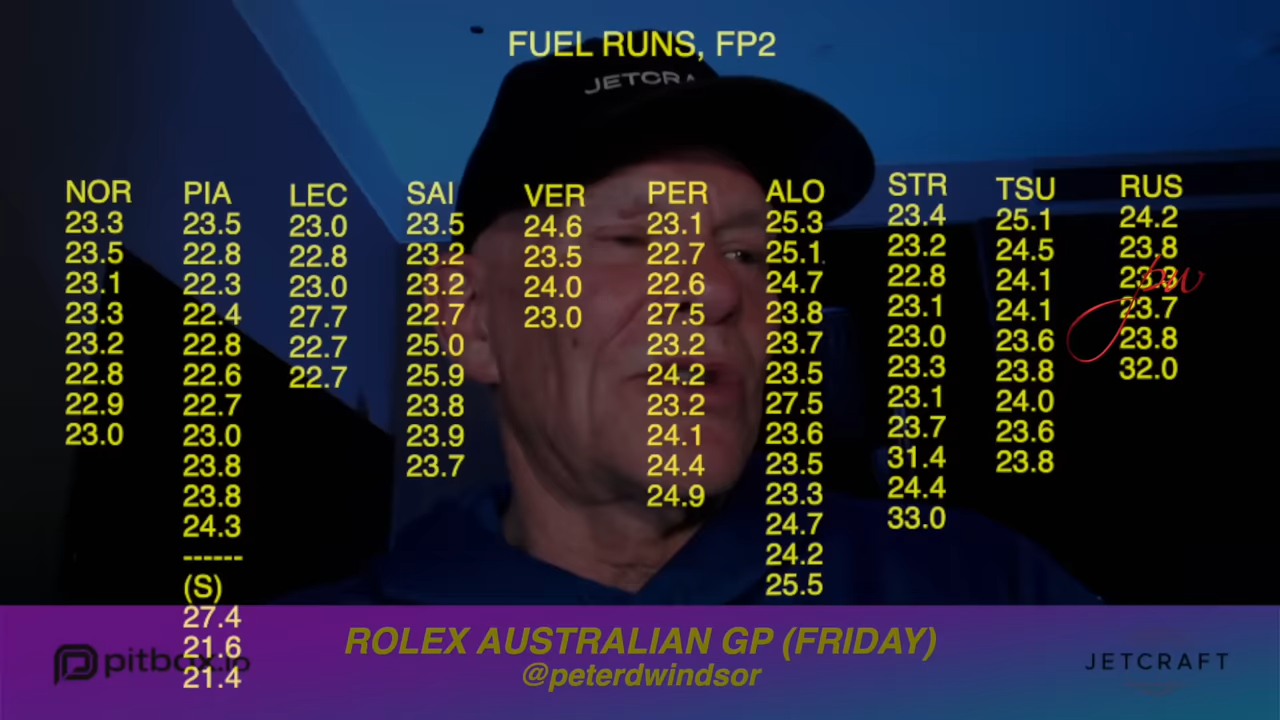 FUEL RUNS, FP2
JETCRA
NOR PIA LEC SAI VER PER ALO STR TSU RUS
23.3 23.5 23.0 23.5 24.6 23.1 25.3 23.4 25.1 24.2
23.5 22.8 22.8 23.2 23.5 22.7 25.1 23.2 24.5 23.8
23.1 22.3 23.0 23.2 24.0 22.6 24.7 22.8 24.1
23.3 22.4 27.7 22.7 23.0 27.5 23.8 23.1 24.1 23.7
23.2 22.8 22.7 25.0 23.2 23.7 23.0 23.6 23.8
22.8 22.6 22.7 25.9 24.2 23.5 23.3 23.8 32.0
22.9 22.7 23.8 23.2 27.5 23.1 24.0
23.0 23.0 23.9 24.1 23.6 23.7 23.6
23.8 23.7 24.4 23.5 31.4 23.8
23.8 24.9 23.3 24.4
24.3 24.7 33.0
------ 24.2
(S) 25.5
27.4
21.6
21.4
pitbox.io
ROLEX AUSTRALIAN GP (FRIDAY)
@peterdwindsor
JETCRAFT